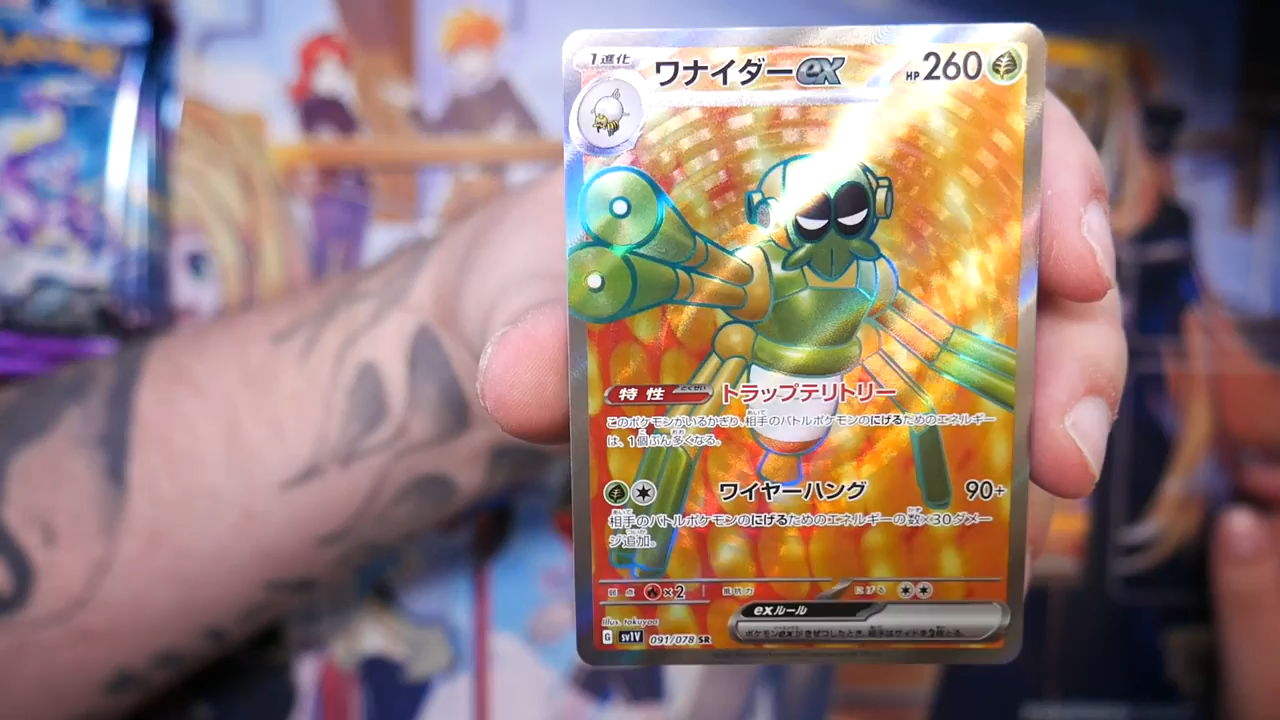 1進化 ワナイダーex HP 260
特性 とくせい トラップテリトリー
このポケモンがいるかぎり、相手のバトルポケモンのにげるためのエネルギー
は、1個ぶん多くなる。
ワイヤーハング 90+
相手のバトルポケモンのにげるためのエネルギーの数×30ダメー
ジ追加。
弱点 ×2 抵抗力 にげる
exルール
ポケモンexがきぜつしたとき、相手はサイドを2枚とる。
Illus. tokuyoa
G sv1V 091/078 SR